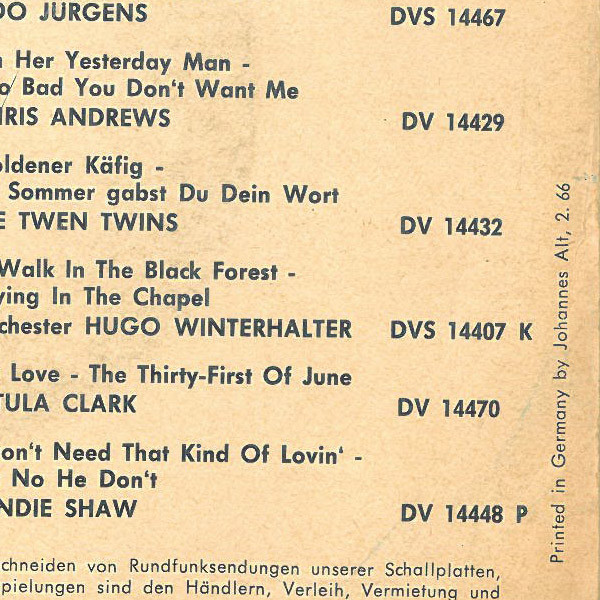 DO JÜRGENS DVS 14467
Her Yesterday Man -
o Bad You Don't Want Me
RIS ANDREWS DV 14429
oldener Käfig -
Sommer gabst Du Dein Wort
E TWEN TWINS DV 14432
Walk In The Black Forest -
ying In The Chapel
chester HUGO WINTERHALTER DVS 14407 K
Love - The Thirty-First Of June
TULA CLARK DV 14470
on't Need That Kind Of Lovin' -
No He Don't
NDIE SHAW DV 14448 P
chneiden von Rundfunksendungen unserer Schallplatten,
pielungen sind den Händlern, Verleih, Vermietung und
Printed in Germany by Johannes Alt, 2. 66